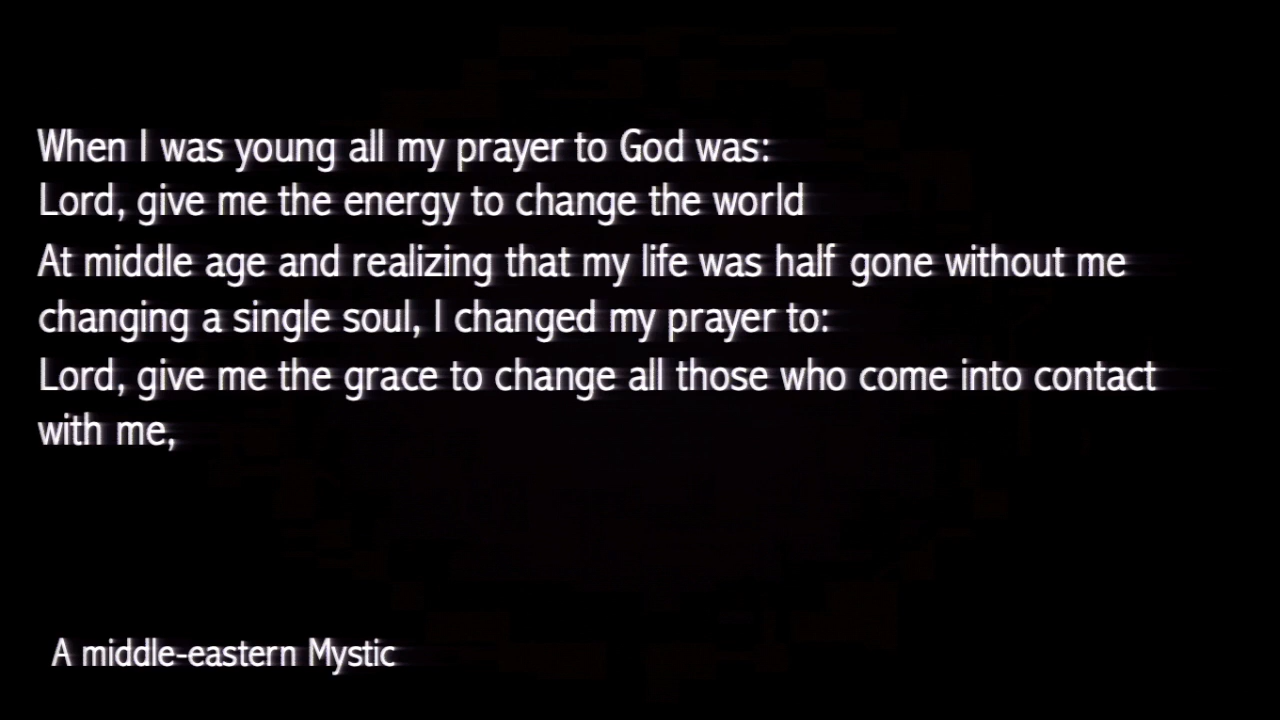 When I was young all my prayer to God was:
Lord, give me the energy to change the world
At middle age and realizing that my life was half gone without me
changing a single soul, I changed my prayer to:
Lord, give me the grace to change all those who come into contact
with me,
A middle-eastern Mystic